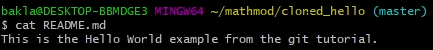 bakla@DESKTOP-BBMDGE3 MINGW64 ~/mathmod/cloned_hello (master)
$ cat README.md
This is the Hello World example from the git tutorial.